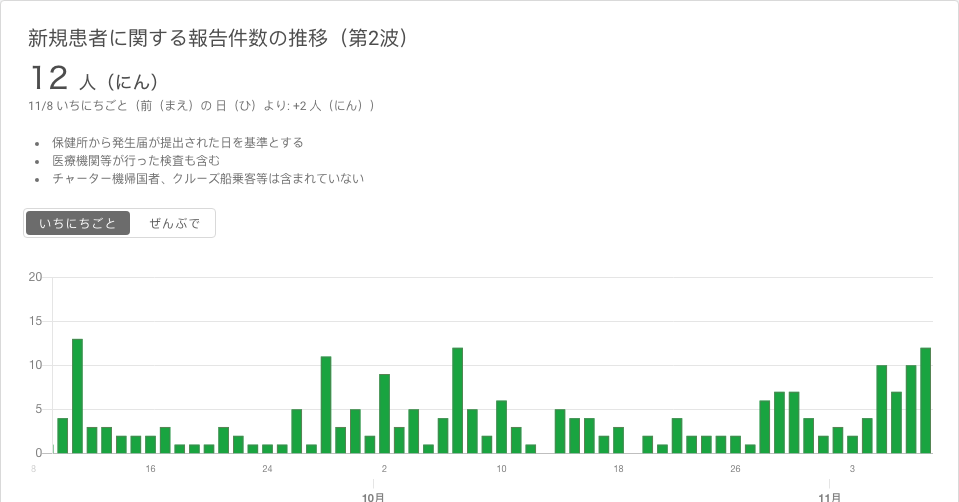 新規患者に関する報告件数の推移（第2波）
12 人（にん）
11/8 いちにちごと（前（まえ）の 日（ひ）より: +2 人（にん））
• 保健所から発生届が提出された日を基準とする
• 医療機関等が行った検査も含む
• チャーター機帰国者、クルーズ船乗客等は含まれていない
いちにちごと ぜんぶで
20
15
10
5
0
8 16 24 2 10 18 26 3
10月 11月